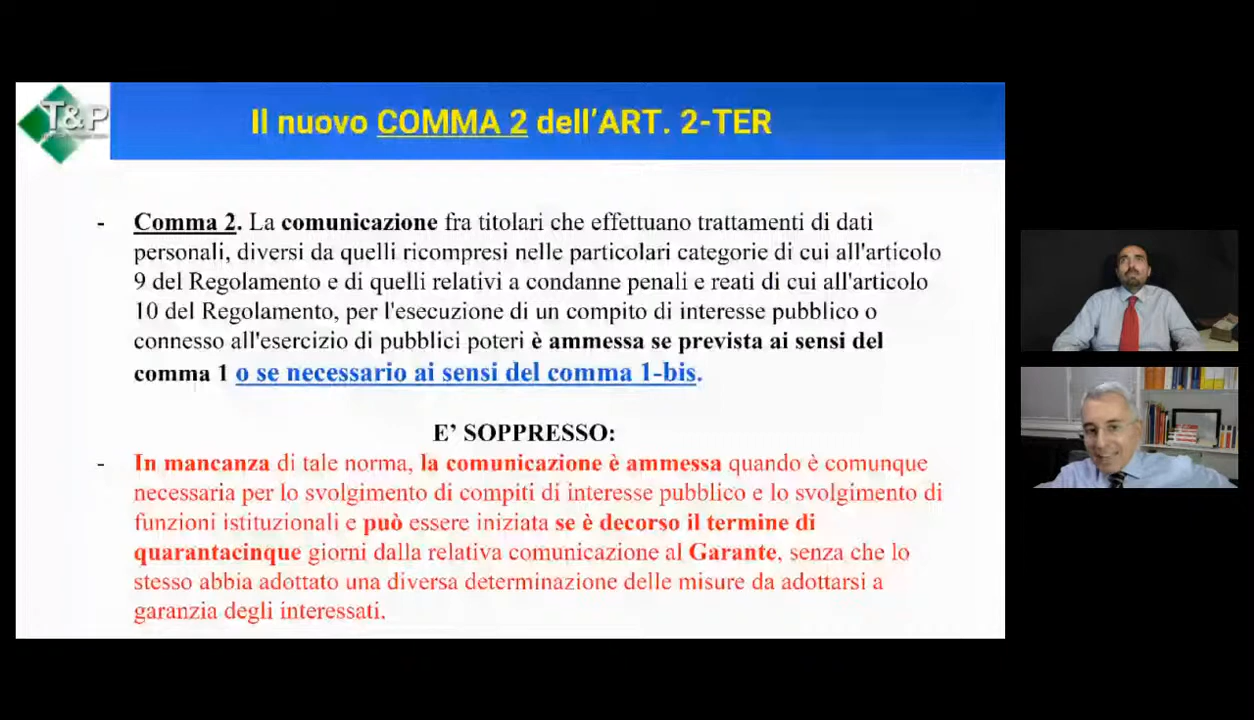 T&P
Il nuovo COMMA 2 dell'ART. 2-TER
- Comma 2. La comunicazione fra titolari che effettuano trattamenti di dati
personali, diversi da quelli ricompresi nelle particolari categorie di cui all'articolo
9 del Regolamento e di quelli relativi a condanne penali e reati di cui all'articolo
10 del Regolamento, per l'esecuzione di un compito di interesse pubblico o
connesso all'esercizio di pubblici poteri è ammessa se prevista ai sensi del
comma 1 o se necessario ai sensi del comma 1-bis.
E' SOPPRESSO:
- In mancanza di tale norma, la comunicazione è ammessa quando è comunque
necessaria per lo svolgimento di compiti di interesse pubblico e lo svolgimento di
funzioni istituzionali e può essere iniziata se è decorso il termine di
quarantacinque giorni dalla relativa comunicazione al Garante, senza che lo
stesso abbia adottato una diversa determinazione delle misure da adottarsi a
garanzia degli interessati.